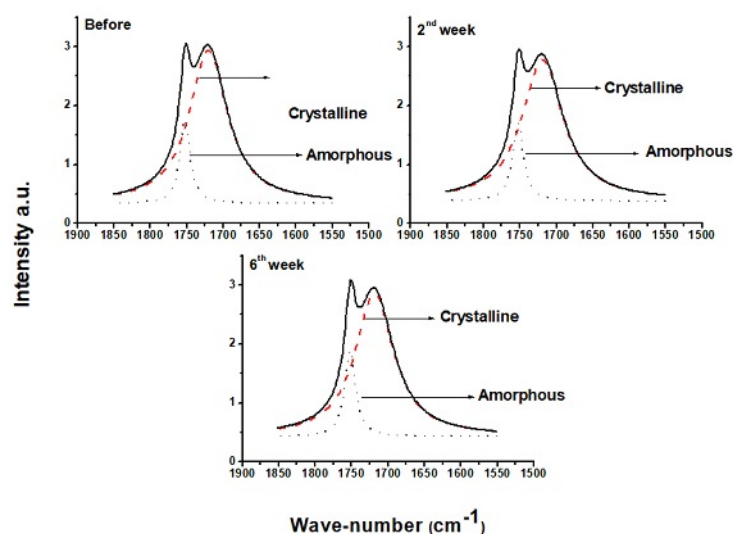 Before
3
2
1
0
Crystalline
Amorphous
1900 1850 1800 1750 1700 1650 1600 1550 1500
2nd week
3
2
1
0
Crystalline
Amorphous
1900 1850 1800 1750 1700 1650 1600 1550 1500
Intensity a.u.
6th week
3
2
1
0
Crystalline
Amorphous
1900 1850 1800 1750 1700 1650 1600 1550 1500
Wave-number (cm-1)